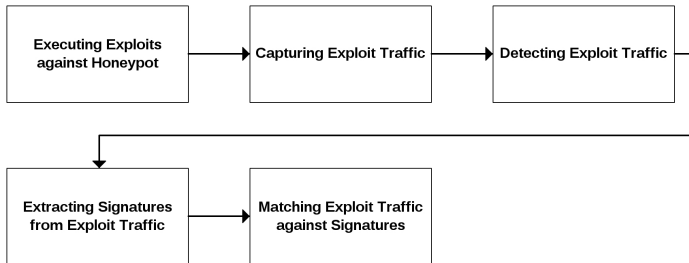 Executing Exploits
against Honeypot
Capturing Exploit Traffic
Detecting Exploit Traffic
Extracting Signatures
from Exploit Traffic
Matching Exploit Traffic
against Signatures